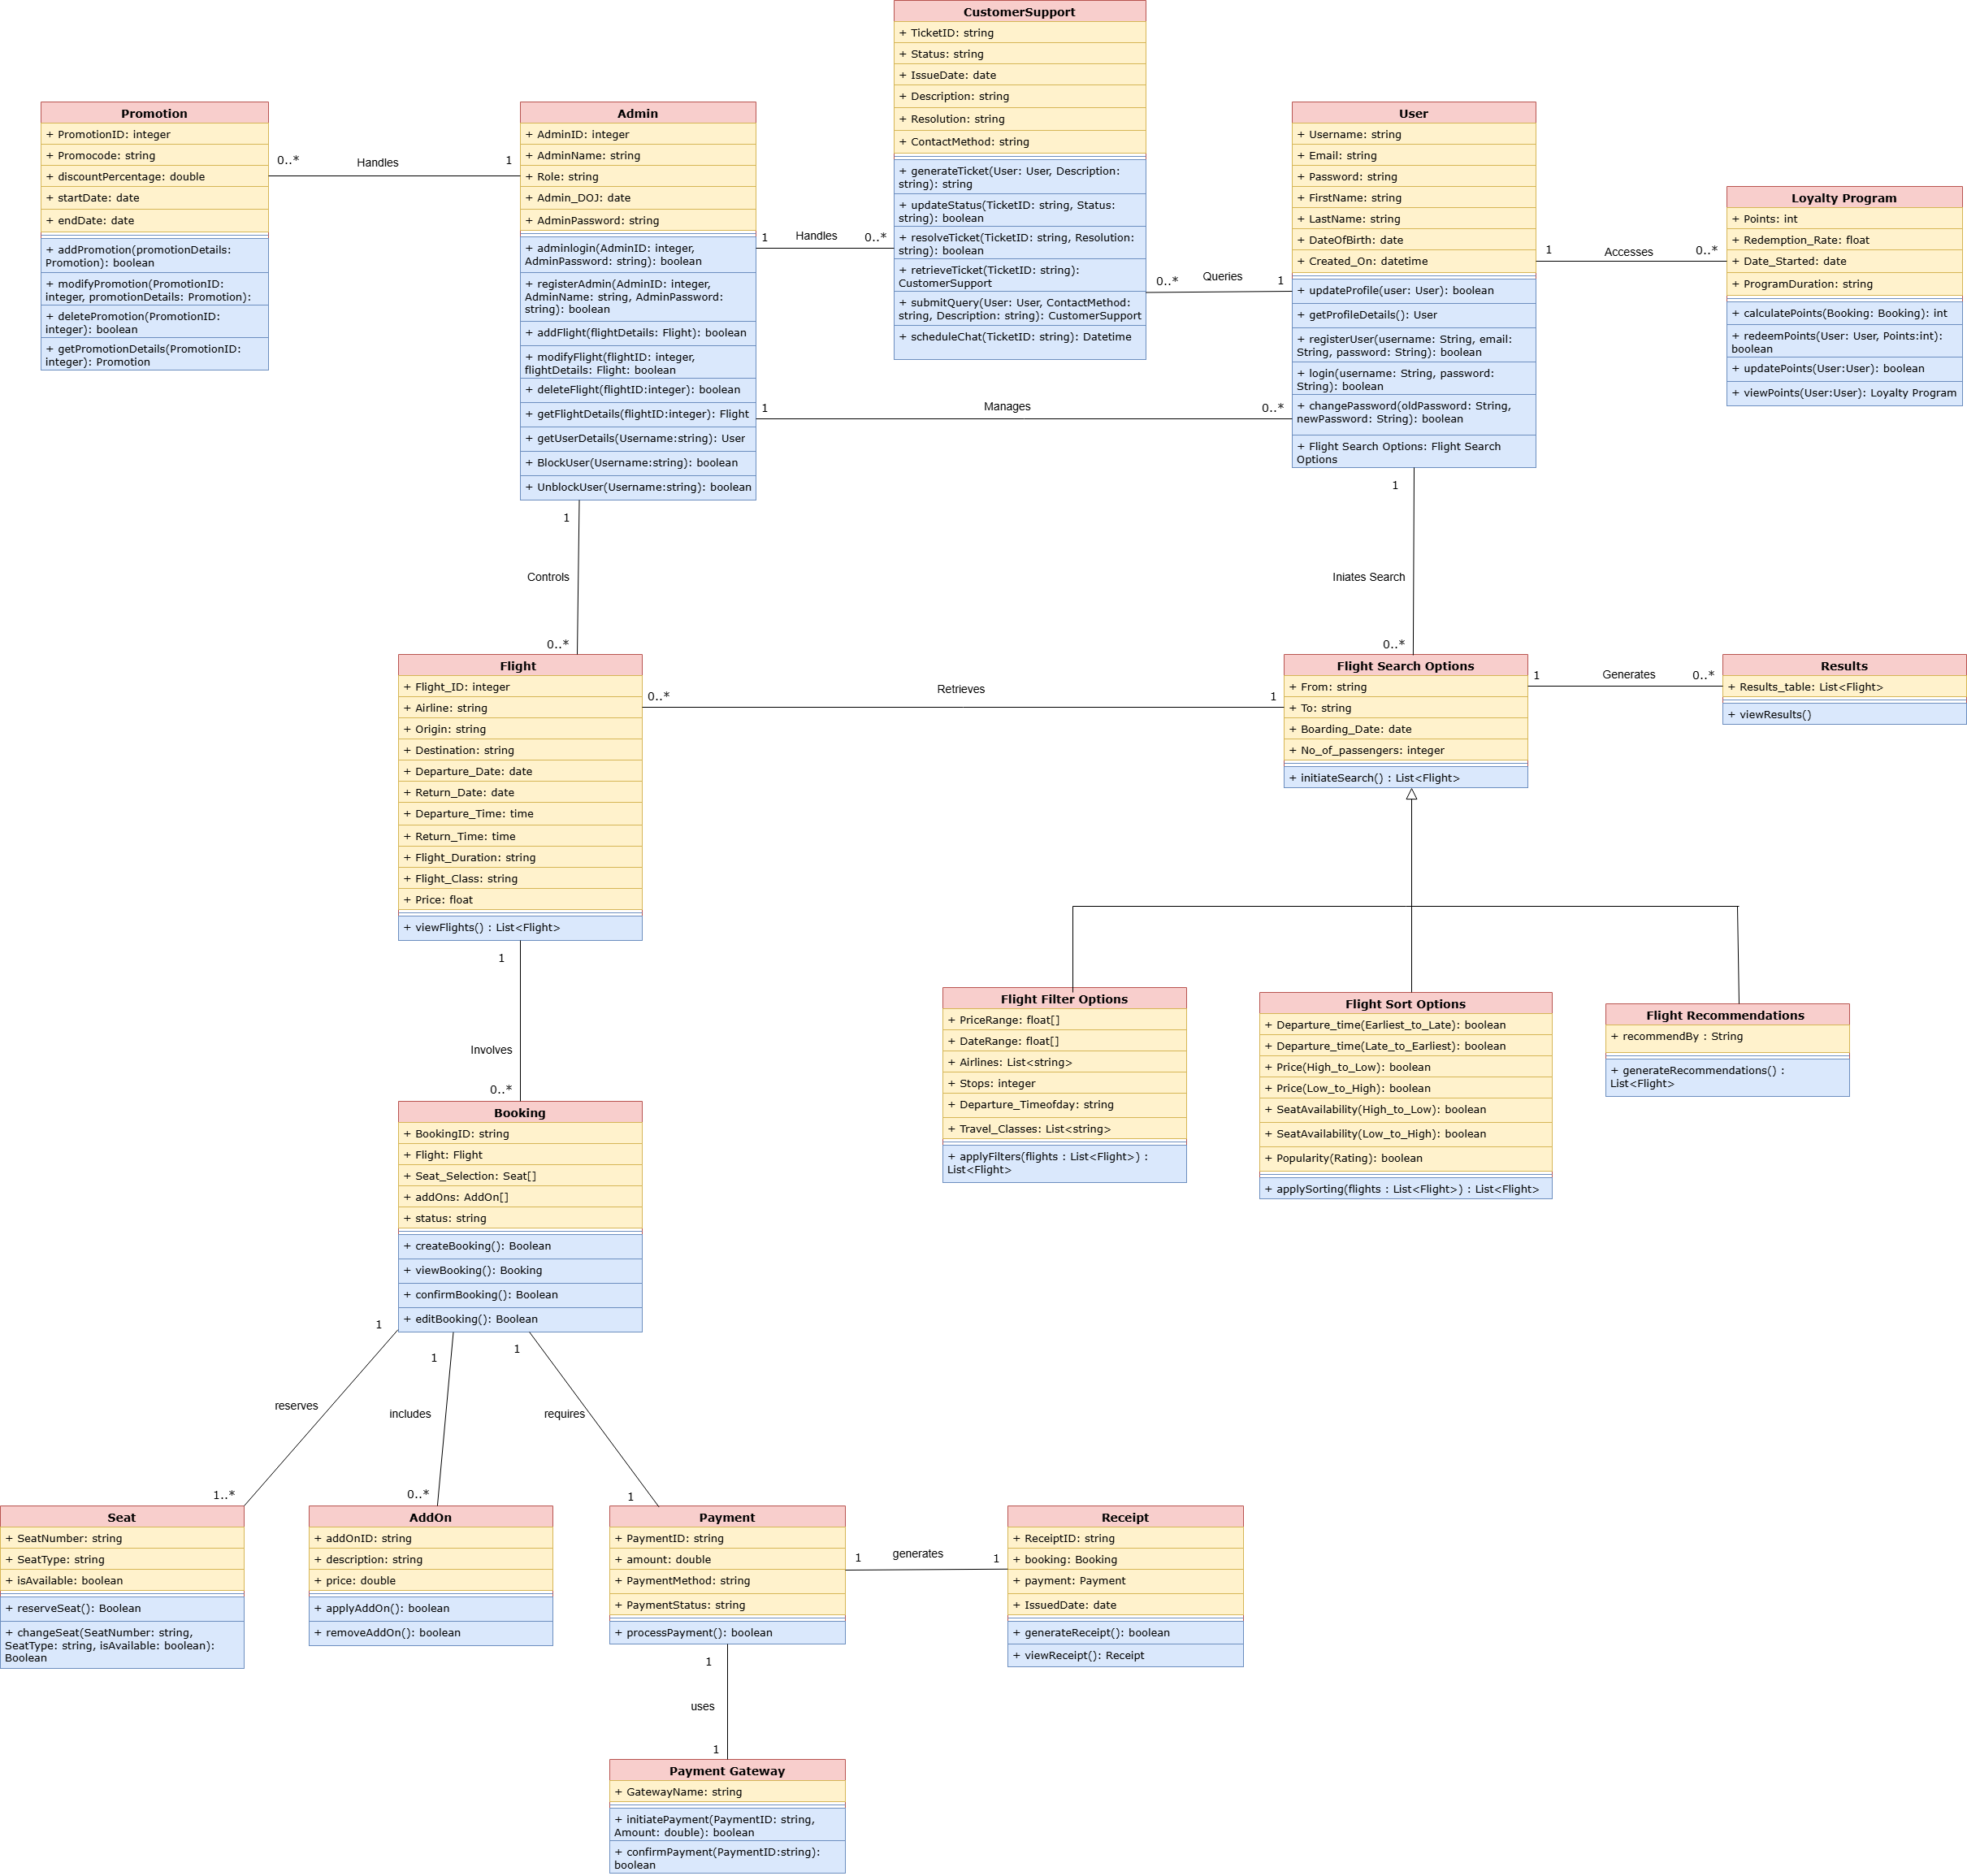 CustomerSupport
+ TicketID: string
+ Status: string
+ IssueDate: date
+ Description: string
+ Resolution: string
+ ContactMethod: string
+ generateTicket(User: User, Description:
string): string
+ updateStatus(TicketID: string, Status:
string): boolean
+ resolveTicket(TicketID: string, Resolution:
string): boolean
+ retrieveTicket(TicketID: string):
CustomerSupport
+ submitQuery(User: User, ContactMethod:
string, Description: string): CustomerSupport
+ scheduleChat(TicketID: string): Datetime
Promotion
+ PromotionID: integer
+ Promocode: string
+ discountPercentage: double
+ startDate: date
+ endDate: date
+ addPromotion(promotionDetails:
Promotion): boolean
+ modifyPromotion(PromotionID:
integer, promotionDetails: Promotion):
+ deletePromotion(PromotionID:
integer): boolean
+ getPromotionDetails(PromotionID:
integer): Promotion
0..*
Handles
1
Admin
+ AdminID: integer
+ AdminName: string
+ Role: string
+ Admin_DOJ: date
+ AdminPassword: string
+ adminlogin(AdminID: integer,
AdminPassword: string): boolean
+ registerAdmin(AdminID: integer,
AdminName: string, AdminPassword:
string): boolean
+ addFlight(flightDetails: Flight): boolean
+ modifyFlight(flightID: integer,
flightDetails: Flight: boolean
+ deleteFlight(flightID:integer): boolean
+ getFlightDetails(flightID:integer): Flight
+ getUserDetails(Username:string): User
+ BlockUser(Username:string): boolean
+ UnblockUser(Username:string): boolean
1
Handles
0..*
0..*
Queries
1
1
Manages
0..*
User
+ Username: string
+ Email: string
+ Password: string
+ FirstName: string
+ LastName: string
+ DateOfBirth: date
+ Created_On: datetime
+ updateProfile(user: User): boolean
+ getProfileDetails(): User
+ registerUser(username: String, email:
String, password: String): boolean
+ login(username: String, password:
String): boolean
+ changePassword(oldPassword: String,
newPassword: String): boolean
+ Flight Search Options: Flight Search
Options
1
Accesses
0..*
Loyalty Program
+ Points: int
+ Redemption_Rate: float
+ Date_Started: date
+ ProgramDuration: string
+ calculatePoints(Booking: Booking): int
+ redeemPoints(User: User, Points:int):
boolean
+ updatePoints(User:User): boolean
+ viewPoints(User:User): Loyalty Program
1
Controls
0..*
1
Iniates Search
0..*
Flight
+ Flight_ID: integer
+ Airline: string
+ Origin: string
+ Destination: string
+ Departure_Date: date
+ Return_Date: date
+ Departure_Time: time
+ Return_Time: time
+ Flight_Duration: string
+ Flight_Class: string
+ Price: float
+ viewFlights() : List<Flight>
0..*
Retrieves
1
Flight Search Options
+ From: string
+ To: string
+ Boarding_Date: date
+ No_of_passengers: integer
+ initiateSearch() : List<Flight>
1
Generates
0..*
Results
+ Results_table: List<Flight>
+ viewResults()
1
Involves
0..*
Flight Filter Options
+ PriceRange: float[]
+ DateRange: float[]
+ Airlines: List<string>
+ Stops: integer
+ Departure_Timeofday: string
+ Travel_Classes: List<string>
+ applyFilters(flights : List<Flight>) :
List<Flight>
Flight Sort Options
+ Departure_time(Earliest_to_Late): boolean
+ Departure_time(Late_to_Earliest): boolean
+ Price(High_to_Low): boolean
+ Price(Low_to_High): boolean
+ SeatAvailability(High_to_Low): boolean
+ SeatAvailability(Low_to_High): boolean
+ Popularity(Rating): boolean
+ applySorting(flights : List<Flight>) : List<Flight>
Flight Recommendations
+ recommendBy : String
+ generateRecommendations() :
List<Flight>
Booking
+ BookingID: string
+ Flight: Flight
+ Seat_Selection: Seat[]
+ addOns: AddOn[]
+ status: string
+ createBooking(): Boolean
+ viewBooking(): Booking
+ confirmBooking(): Boolean
+ editBooking(): Boolean
1
reserves
1..*
1
includes
0..*
1
requires
1
Seat
+ SeatNumber: string
+ SeatType: string
+ isAvailable: boolean
+ reserveSeat(): Boolean
+ changeSeat(SeatNumber: string,
SeatType: string, isAvailable: boolean):
Boolean
AddOn
+ addOnID: string
+ description: string
+ price: double
+ applyAddOn(): boolean
+ removeAddOn(): boolean
Payment
+ PaymentID: string
+ amount: double
+ PaymentMethod: string
+ PaymentStatus: string
+ processPayment(): boolean
1
generates
1
Receipt
+ ReceiptID: string
+ booking: Booking
+ payment: Payment
+ IssuedDate: date
+ generateReceipt(): boolean
+ viewReceipt(): Receipt
1
uses
1
Payment Gateway
+ GatewayName: string
+ initiatePayment(PaymentID: string,
Amount: double): boolean
+ confirmPayment(PaymentID:string):
boolean